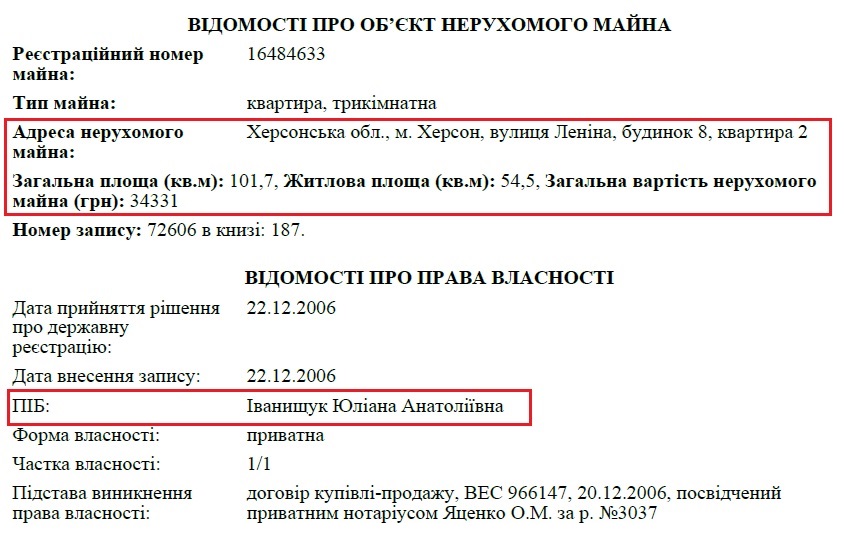 ВІДОМОСТІ ПРО ОБ’ЄКТ НЕРУХОМОГО МАЙНА
Реєстраційний номер майна: 16484633
Тип майна: квартира, трикімнатна
Адреса нерухомого майна: Херсонська обл., м. Херсон, вулиця Леніна, будинок 8, квартира 2
Загальна площа (кв.м): 101,7, Житлова площа (кв.м): 54,5, Загальна вартість нерухомого
майна (грн): 34331
Номер запису: 72606 в книзі: 187.
ВІДОМОСТІ ПРО ПРАВА ВЛАСНОСТІ
Дата прийняття рішення про державну реєстрацію: 22.12.2006
Дата внесення запису: 22.12.2006
ПІБ: Іванищук Юліана Анатоліївна
Форма власності: приватна
Частка власності: 1/1
Підстава виникнення права власності: договір купівлі-продажу, ВЕС 966147, 20.12.2006, посвідчений
приватним нотаріусом Яценко О.М. за р. №3037